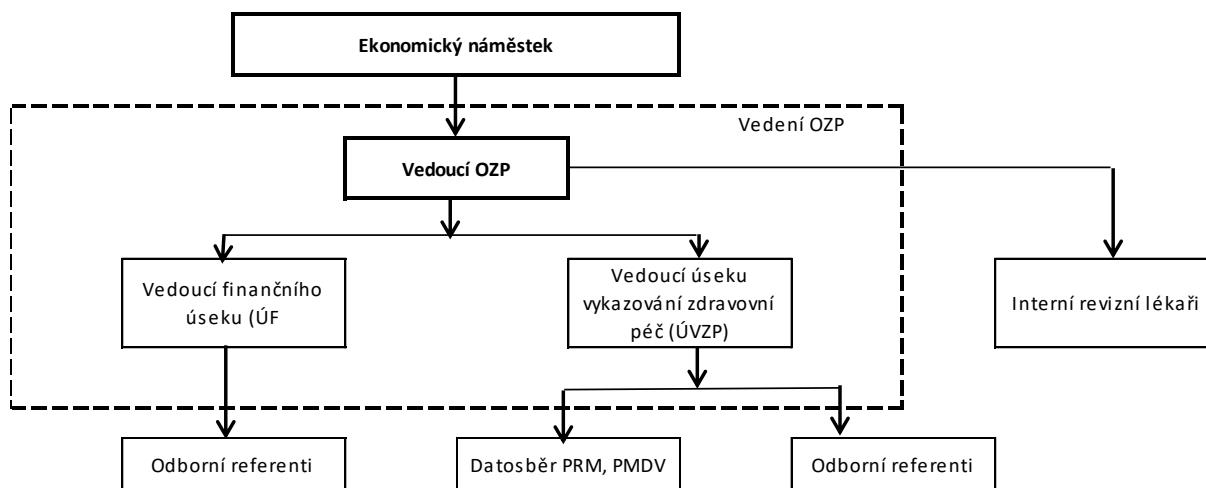 Ekonomický náměstek
Vedení OZP
Vedoucí OZP
Vedoucí finančního
úseku (ÚF
Vedoucí úseku
vykazování zdravovní
péč (ÚVZP)
Interní revizní lékaři
Odborní referenti
Datosběr PRM, PMDV
Odborní referenti